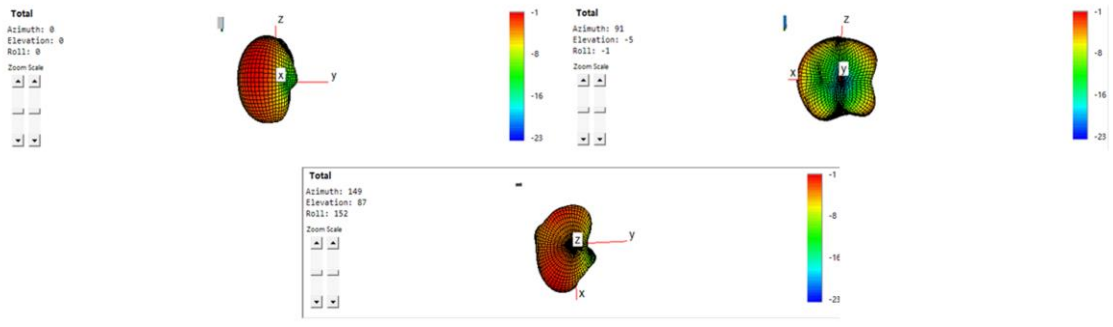 Total
Azimuth: 0
Elevation: 0
Roll: 0
Zoom Scale
Z
X
y
-1
-8
-16
-23
Total
Azimuth: 91
Elevation: -5
Roll: -1
Zoom Scale
Z
X
y
-1
-8
-16
-23
Total
Azimuth: 149
Elevation: 87
Roll: 152
Zoom Scale
Z
y
X
-1
-8
-16
-23